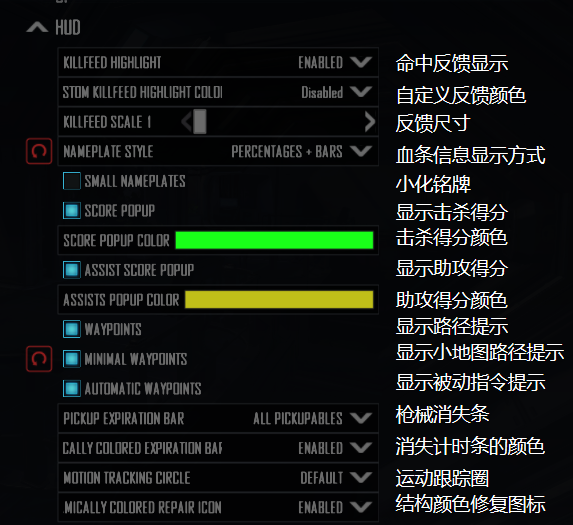 HUD
KILLFEED HIGHLIGHT ENABLED 命中反馈显示
STOM KILLFEED HIGHLIGHT COLOI Disabled 自定义反馈颜色
KILLFEED SCALE 1 反馈尺寸
NAMEPLATE STYLE PERCENTAGES + BARS 血条信息显示方式
SMALL NAMEPLATES 小化铭牌
SCORE POPUP 显示击杀得分
SCORE POPUP COLOR 击杀得分颜色
ASSIST SCORE POPUP 显示助攻得分
ASSISTS POPUP COLOR 助攻得分颜色
WAYPOINTS 显示路径提示
MINIMAL WAYPOINTS 显示小地图路径提示
AUTOMATIC WAYPOINTS 显示被动指令提示
PICKUP EXPIRATION BAR ALL PICKUPABLES 枪械消失条
CALLY COLORED EXPIRATION BAR ENABLED 消失计时条的颜色
MOTION TRACKING CIRCLE DEFAULT 运动跟踪圈
MICALLY COLORED REPAIR ICON ENABLED 结构颜色修复图标